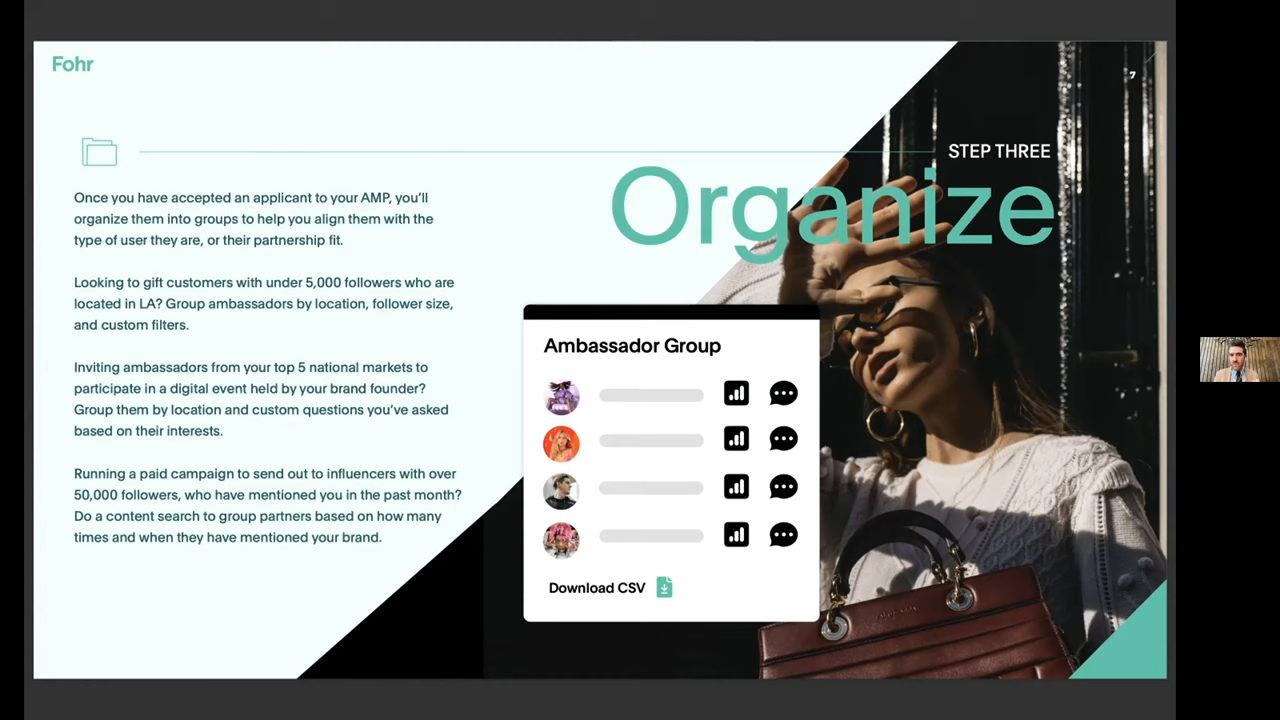 Fohr
7
STEP THREE
Organize
Once you have accepted an applicant to your AMP, you’ll
organize them into groups to help you align them with the
type of user they are, or their partnership fit.
Looking to gift customers with under 5,000 followers who are
located in LA? Group ambassadors by location, follower size,
and custom filters.
Inviting ambassadors from your top 5 national markets to
participate in a digital event held by your brand founder?
Group them by location and custom questions you’ve asked
based on their interests.
Running a paid campaign to send out to influencers with over
50,000 followers, who have mentioned you in the past month?
Do a content search to group partners based on how many
times and when they have mentioned your brand.
Ambassador Group
Download CSV